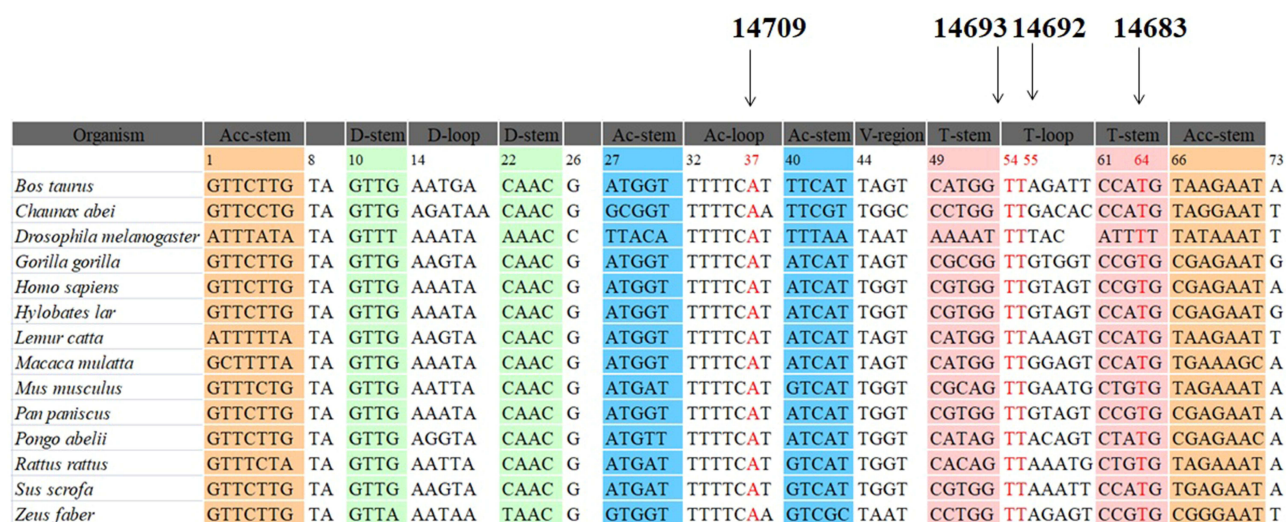 14709 14693 14692 14683
Organism Acc-stem D-stem D-loop D-stem Ac-stem Ac-loop Ac-stem V-region T-stem T-loop T-stem Acc-stem
1 8 10 14 22 26 27 32 37 40 44 49 54 55 61 64 66 73
Bos taurus GTTCTTG TA GTTG AATGA CAAC G ATGGT TTTTCAT TTCAT TAGT CATGG TTAGATT CCATG TAAGAAT A
Chaunax abei GTTCCTG TA GTTG AGATAA CAAC G GCGGT TTTTCAA TTCGT TGGC CCTGG TTGACAC CCATG TAGGAAT T
Drosophila melanogaster ATTTATA TA GTTT AAATA AAAC C TTACA TTTTCAT TTTAA TAAT AAAAT TTTAC ATTTT TATAAAT T
Gorilla gorilla GTTCTTG TA GTTG AAGTA CAAC G ATGGT TTTTCAT ATCAT TAGT CGCGG TTGTGGT CCGTG CGAGAAT G
Homo sapiens GTTCTTG TA GTTG AAATA CAAC G ATGGT TTTTCAT ATCAT TAGT CGTGG TTGTAGT CCGTG CGAGAAT A
Hylobates lar GTTCTTG TA GTTG AAATA CAAC G ATGGT TTTTCAT ATCAT TAGT CGTGG TTGTAGT CCATG CGAGAAT G
Lemur catta ATTTTTA TA GTTG AAGTA CAAC G ATGGT TTTTCAT ATCAT TAGT CATGG TTAAAGT CCATG TAAGAAT T
Macaca mulatta GCTTTTA TA GTTG AAATA CAAC G ATGGT TTTTCAT ATCAT TAGT CATGG TTGGAGT CCATG TGAAAGC A
Mus musculus GTTTCTG TA GTTG AATTA CAAC G ATGAT TTTTCAT GTCAT TGGT CGCAG TTGAATG CTGTG TAGAAAT A
Pan paniscus GTTCTTG TA GTTG AAATA CAAC G ATGGT TTTTCAT ATCAT TGGT CGTGG TTGTAGT CCGTG CGAGAAT A
Pongo abelii GTTCTTG TA GTTG AGGTA CAAC G ATGTT TTTTCAT ATCAT TGGT CATAG TTACAGT CTATG CGAGAAC A
Rattus rattus GTTTCTA TA GTTG AATTA CAAC G ATGAT TTTTCAT GTCAT TGGT CACAG TTAAATG CTGTG TAGAAAT A
Sus scrofa GTTCTTG TA GTTG AAGTA CAAC G ATGAT TTTTCAT GTCAT TGGT CGTGG TTAAATT CCATG TGAGAAT A
Zeus faber GTTCTTG TA GTTA AATAA TAAC G GTGGT TTTTCAA GTCGC TAAT CCTGG TTAGAGT CCATG CGGGAAT T